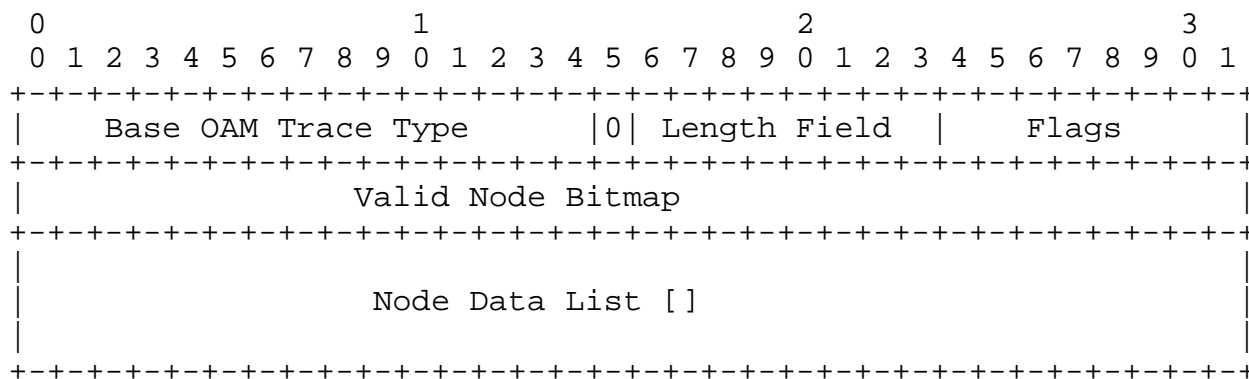 0                   1                   2                   3
 0 1 2 3 4 5 6 7 8 9 0 1 2 3 4 5 6 7 8 9 0 1 2 3 4 5 6 7 8 9 0 1
+-+-+-+-+-+-+-+-+-+-+-+-+-+-+-+-+-+-+-+-+-+-+-+-+-+-+-+-+-+-+-+-+
|    Base OAM Trace Type      |0| Length Field  |    Flags      |
+-+-+-+-+-+-+-+-+-+-+-+-+-+-+-+-+-+-+-+-+-+-+-+-+-+-+-+-+-+-+-+-+
|                 Valid Node Bitmap                             |
+-+-+-+-+-+-+-+-+-+-+-+-+-+-+-+-+-+-+-+-+-+-+-+-+-+-+-+-+-+-+-+-+
|                                                               |
|                  Node Data List []                            |
|                                                               |
+-+-+-+-+-+-+-+-+-+-+-+-+-+-+-+-+-+-+-+-+-+-+-+-+-+-+-+-+-+-+-+-+